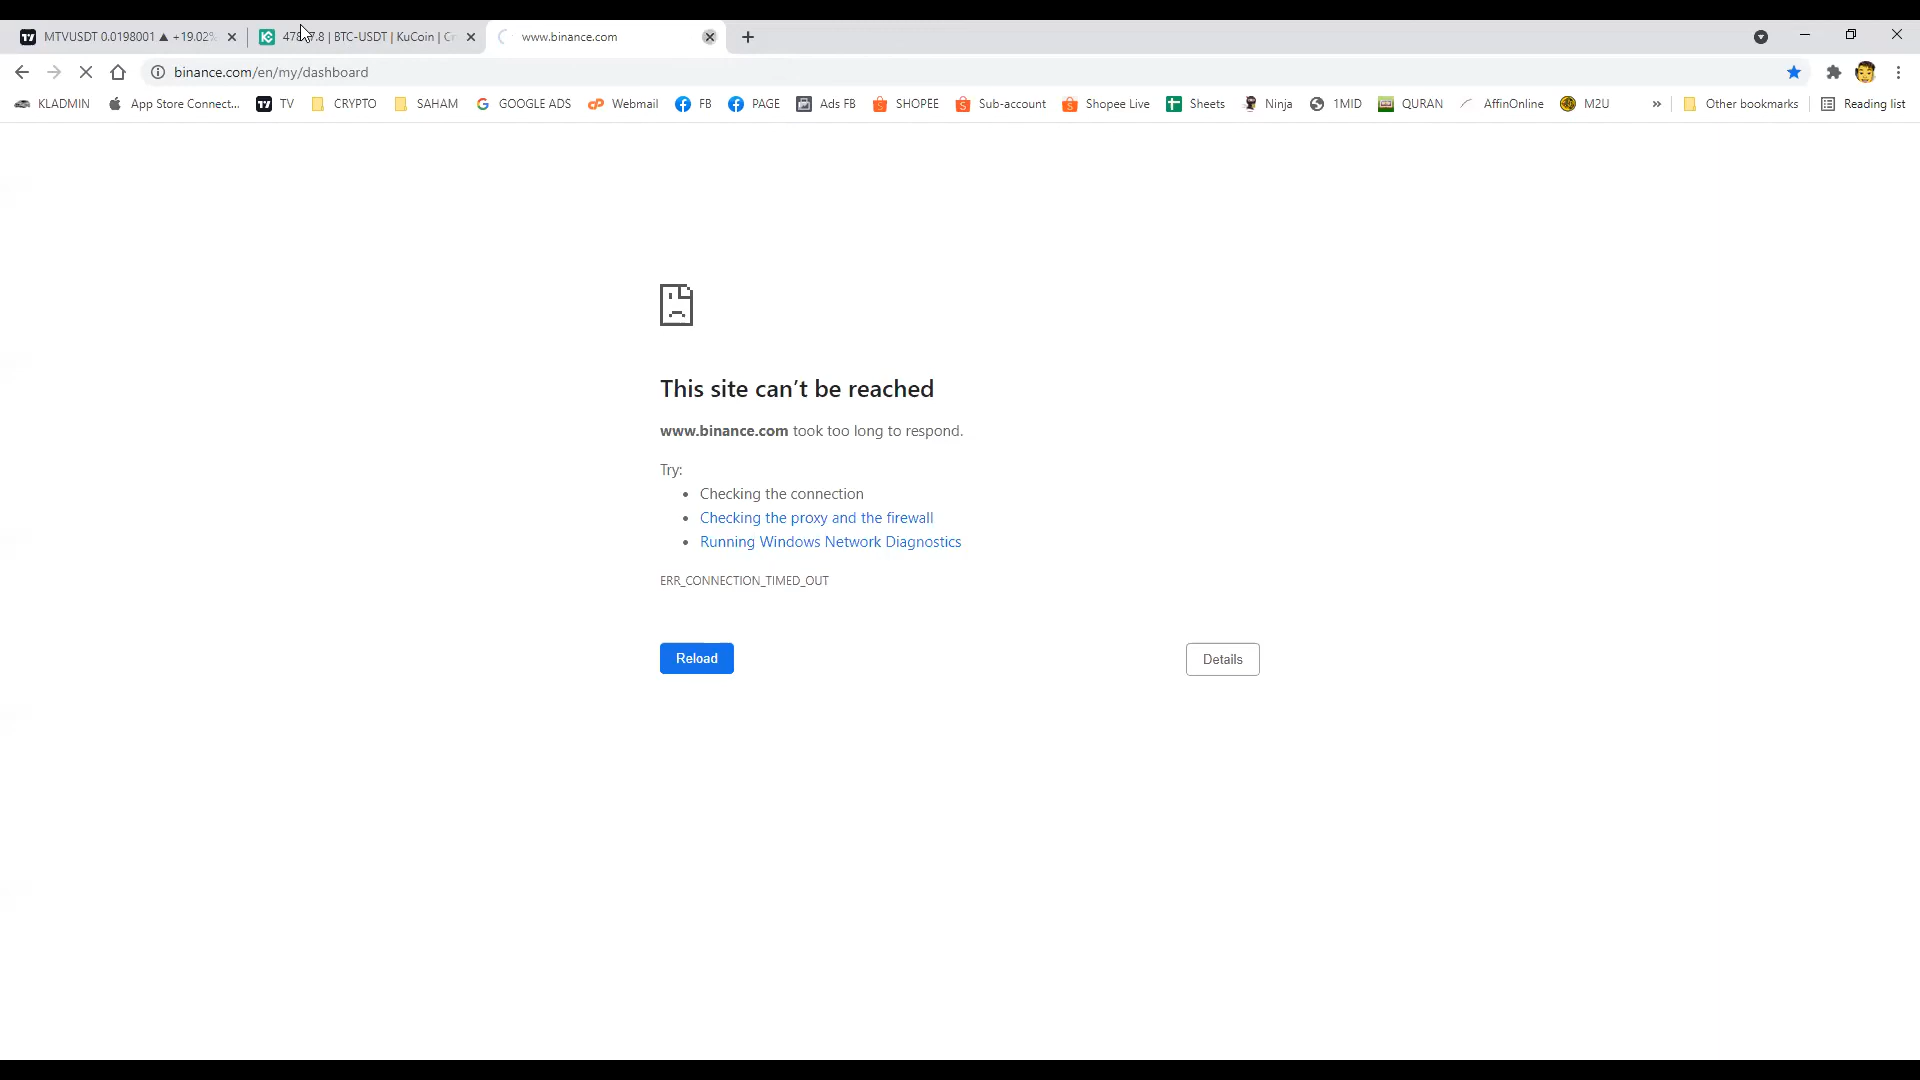 MTVUSDT 0.0198001 ▲ +19.02%
BTC-USDT | KuCoin |
www.binance.com
binance.com/en/my/dashboard
KLADMIN
App Store Connect...
TV
CRYPTO
SAHAM
GOOGLE ADS
Webmail
FB
PAGE
Ads FB
SHOPEE
Sub-account
Shopee Live
Sheets
Ninja
1MID
QURAN
AffinOnline
M2U
»
Other bookmarks
Reading list
This site can’t be reached
www.binance.com took too long to respond.
Try:
• Checking the connection
• Checking the proxy and the firewall
• Running Windows Network Diagnostics
ERR_CONNECTION_TIMED_OUT
Reload
Details